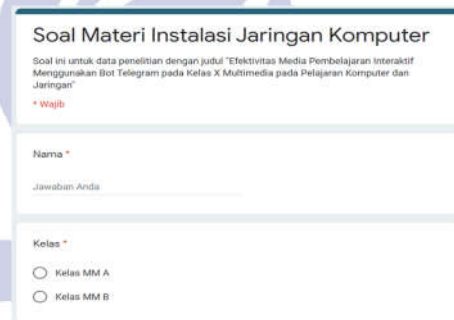 Soal Materi Instalasi Jaringan Komputer
Soal ini untuk data penelitian dengan judul "Efektivitas Media Pembelajaran Interaktif
Menggunakan Bot Telegram pada Kelas X Multimedia pada Pelajaran Komputer dan
Jaringan"
* Wajib
Nama *
Jawaban Anda
Kelas *
Kelas MM A
Kelas MM B